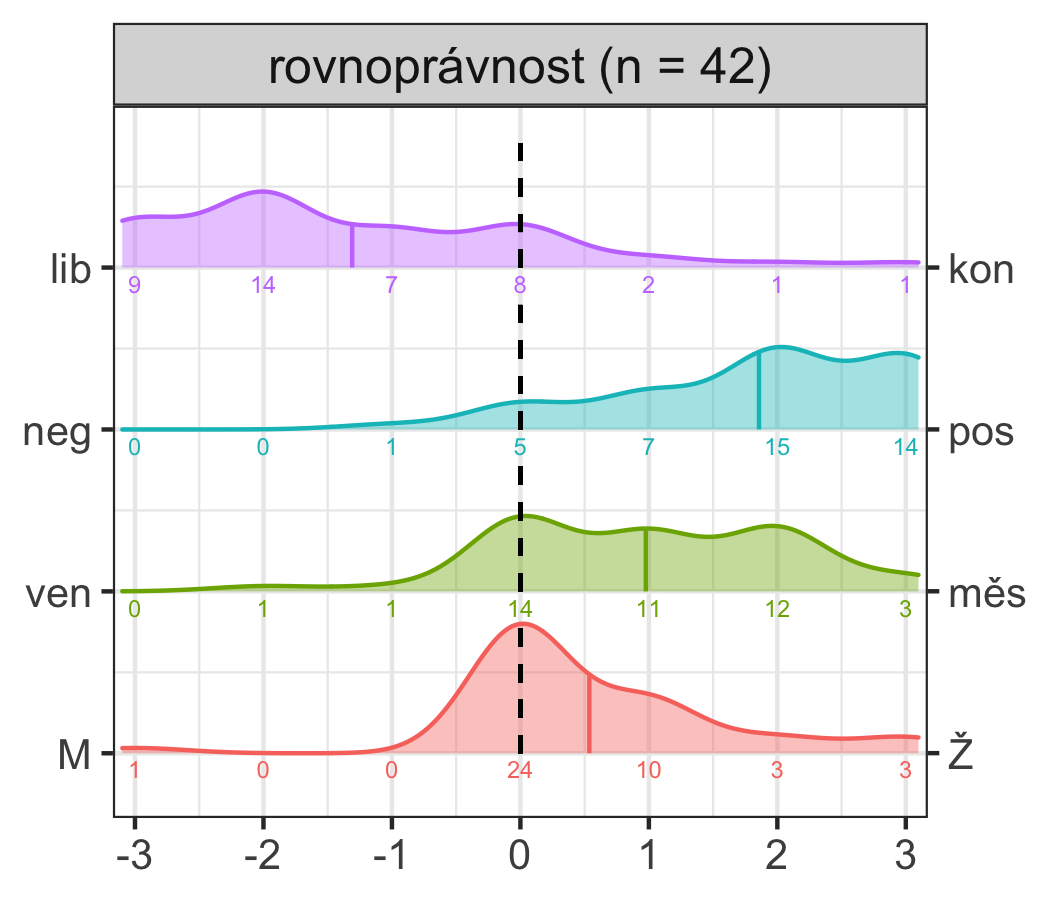 rovnoprávnost (n = 42)
lib kon
9 14 7 8 2 1 1
neg pos
0 0 1 5 7 15 14
ven měs
0 1 1 14 11 12 3
M Ž
1 0 0 24 10 3 3
-3 -2 -1 0 1 2 3